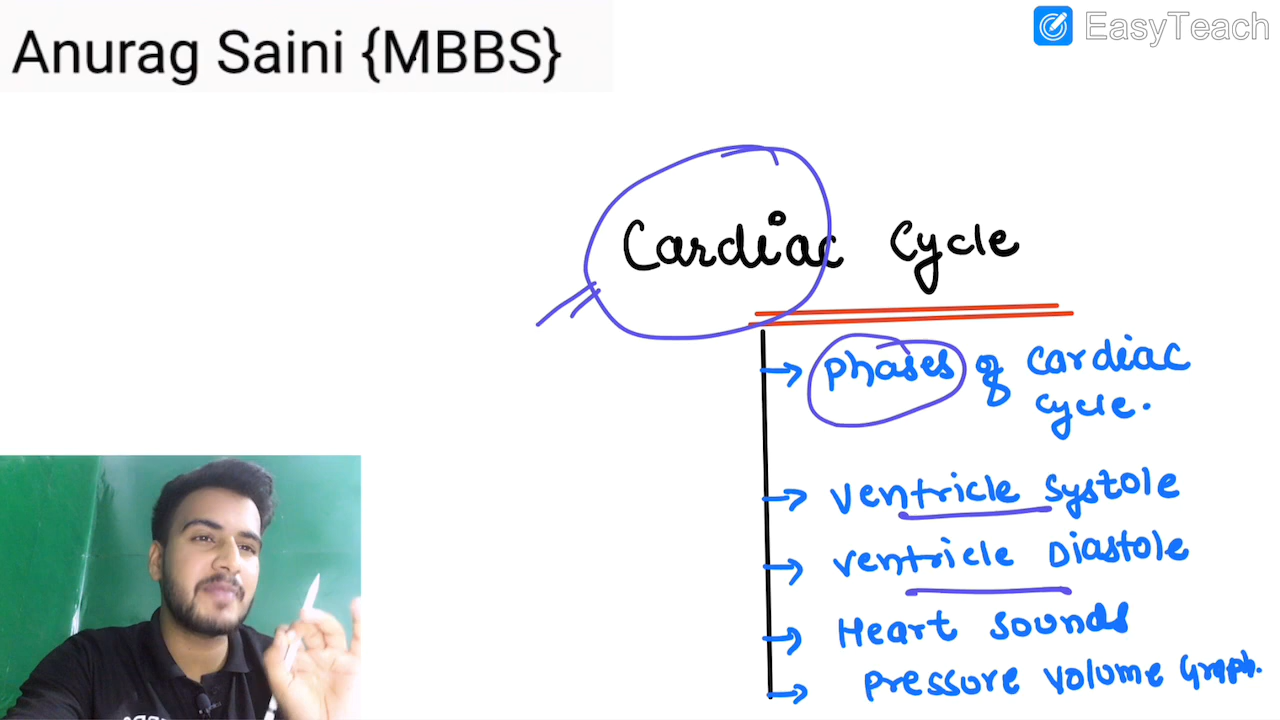 Anurag Saini {MBBS}
EasyTeach
Cardiac Cycle
→ Phases of cardiac
cycle.
→ Ventricle Systole
→ Ventricle Diastole
→ Heart Sounds
→ Pressure Volume Graph.